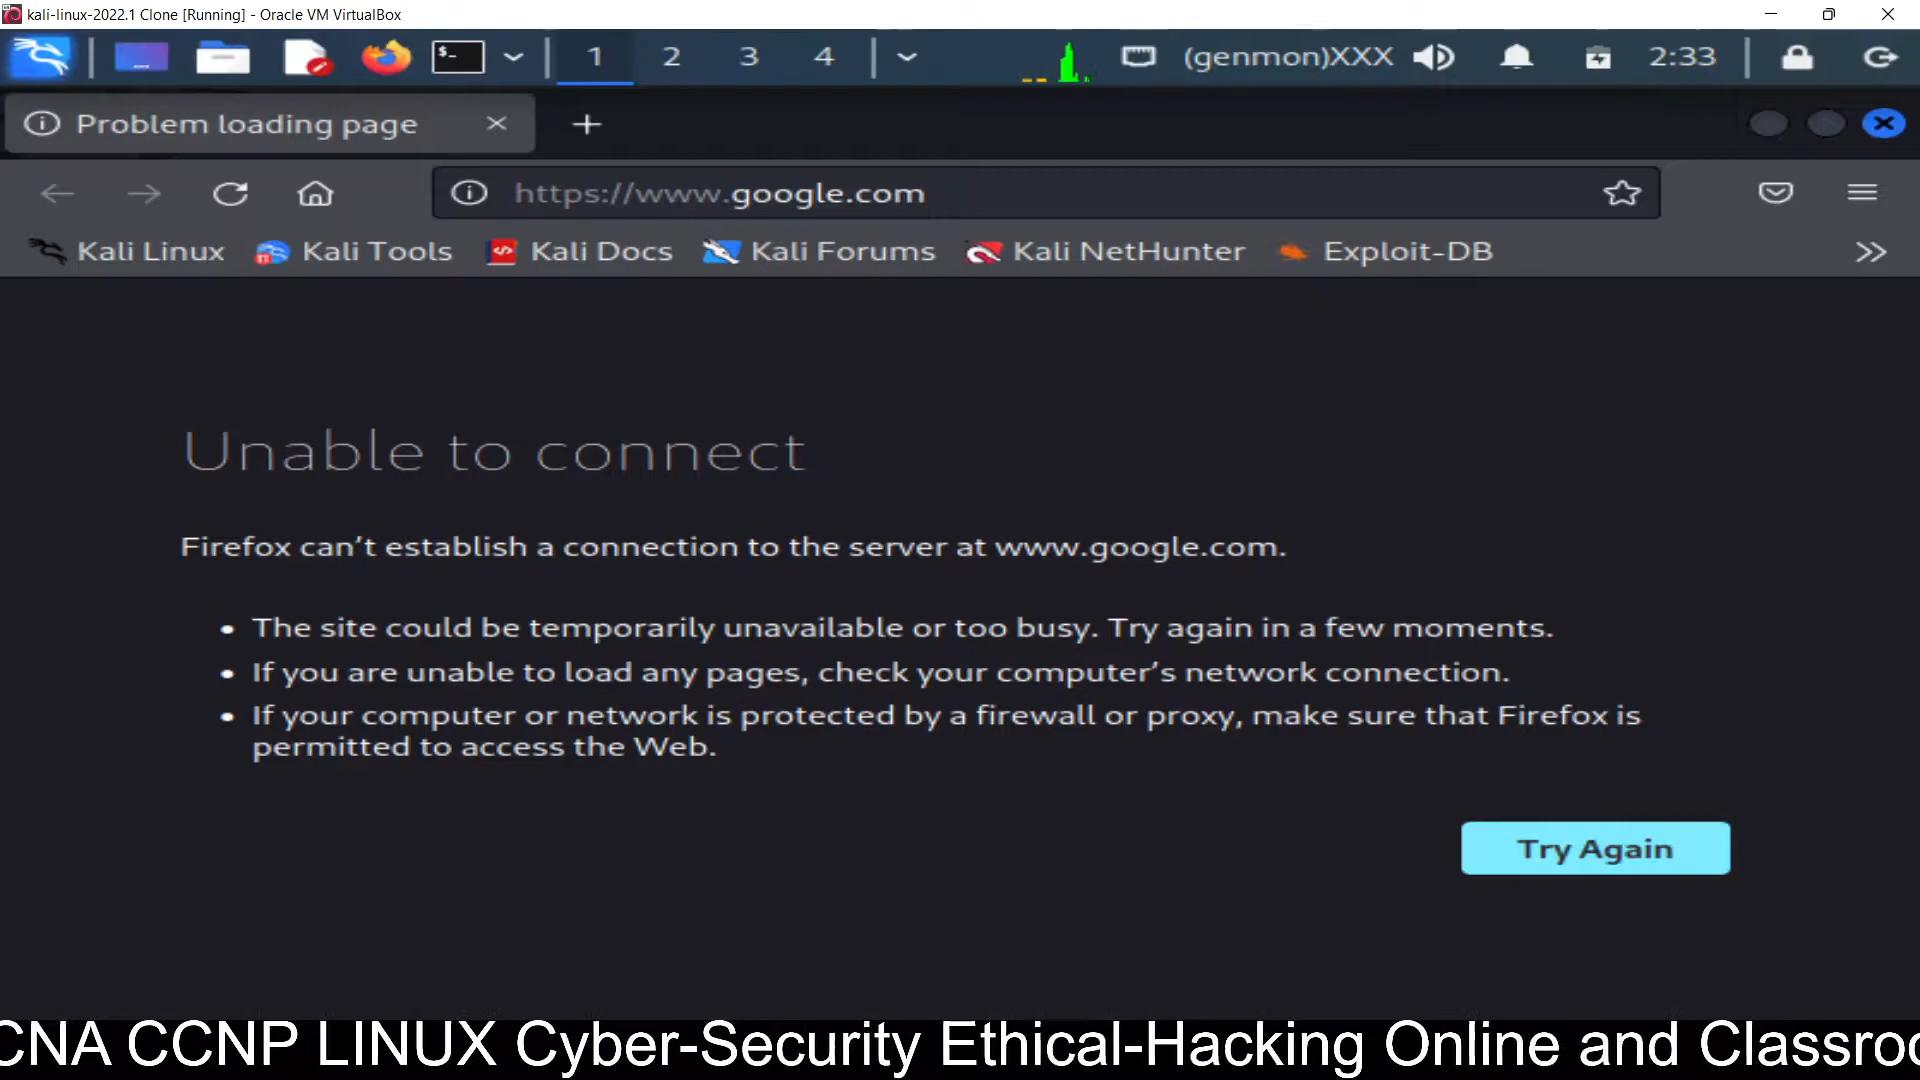 kali-linux-2022.1 Clone [Running] - Oracle VM VirtualBox
$- 1 2 3 4 (genmon)XXX 2:33
Problem loading page
https://www.google.com
Kali Linux Kali Tools Kali Docs Kali Forums Kali NetHunter Exploit-DB
Unable to connect
Firefox can’t establish a connection to the server at www.google.com.
• The site could be temporarily unavailable or too busy. Try again in a few moments.
• If you are unable to load any pages, check your computer’s network connection.
• If your computer or network is protected by a firewall or proxy, make sure that Firefox is
permitted to access the Web.
Try Again
CNA CCNP LINUX Cyber-Security Ethical-Hacking Online and Classroo